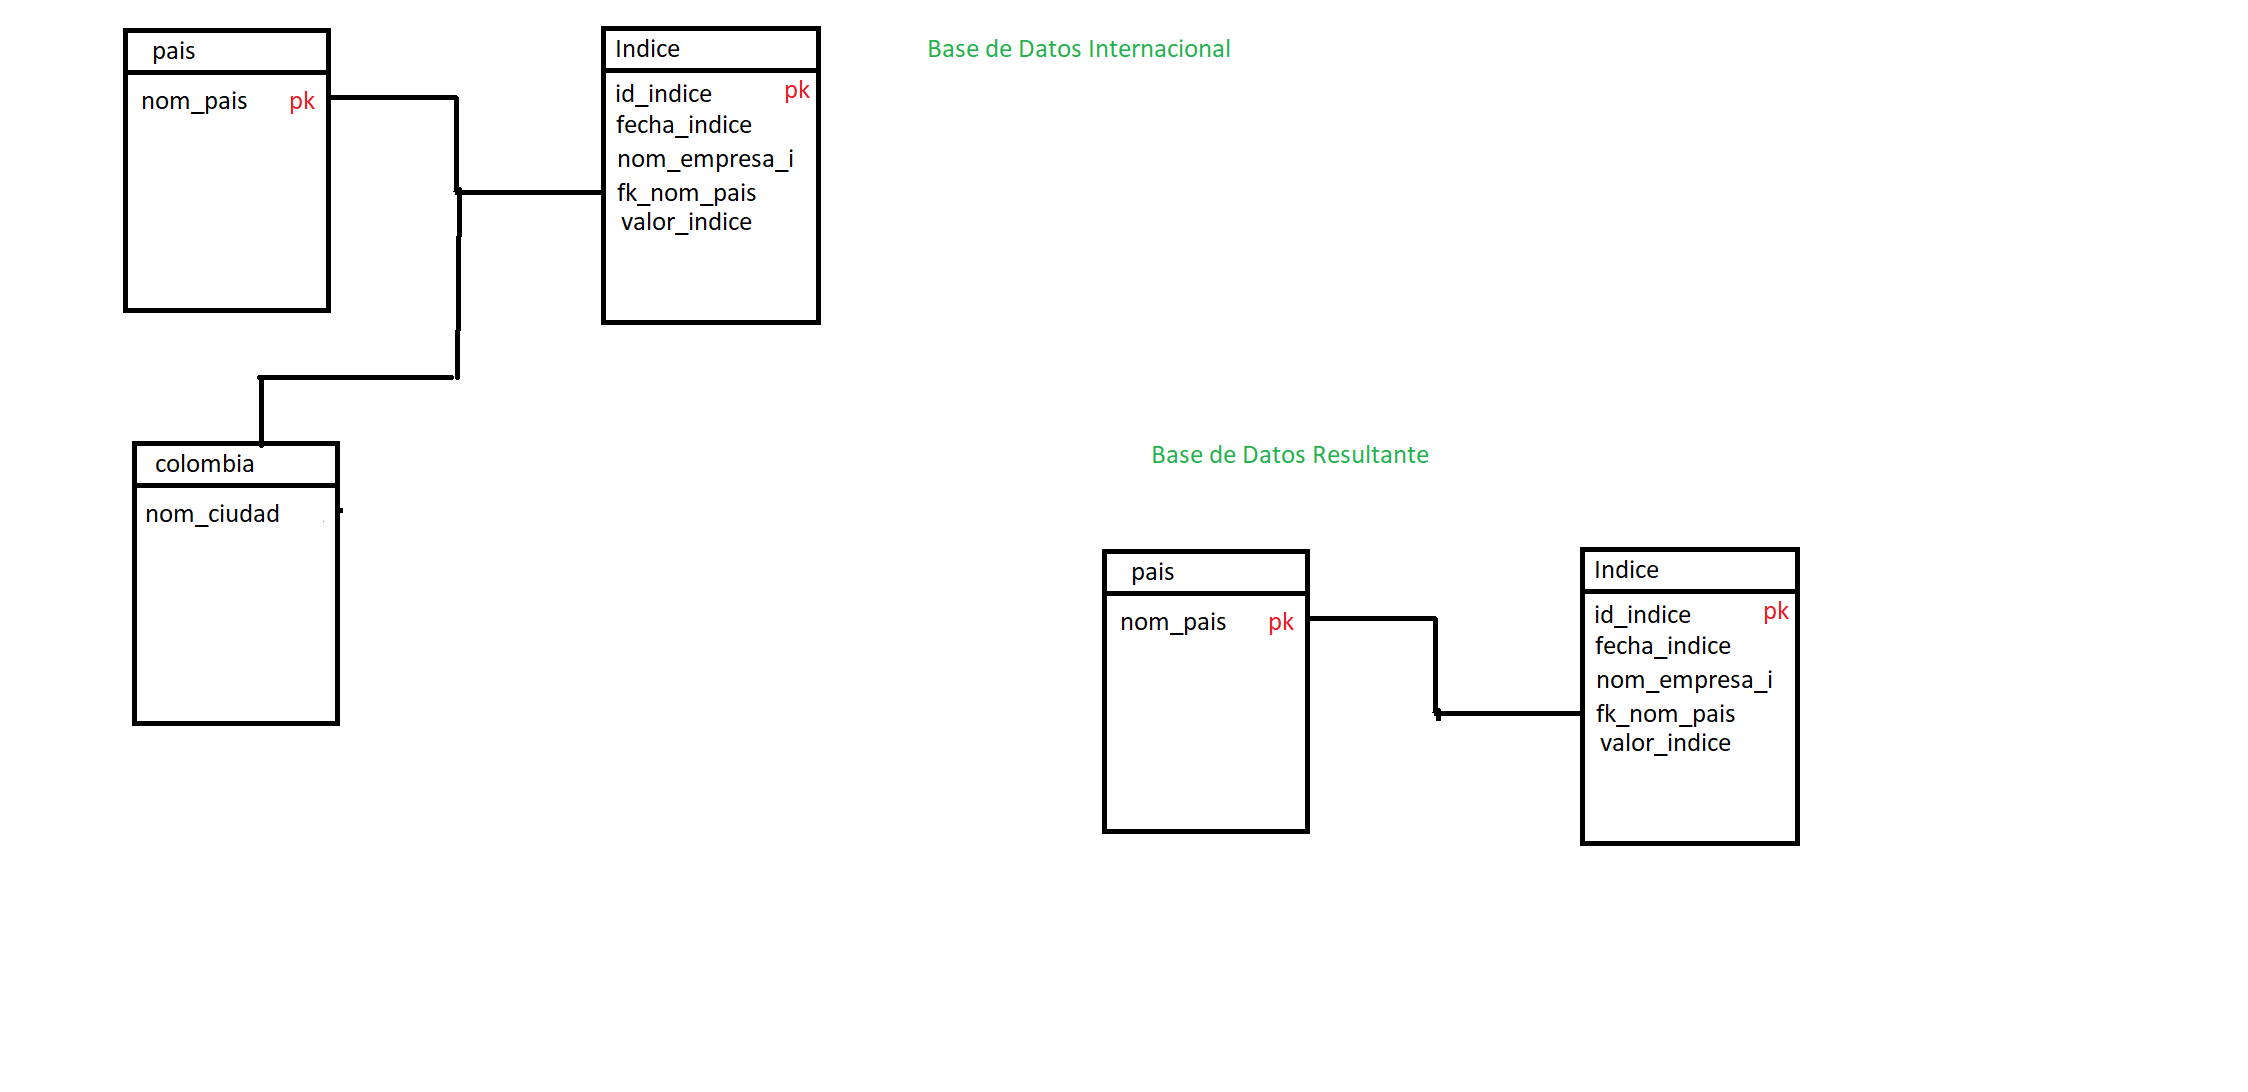 pais
nom_pais pk
Indice
id_indice pk
fecha_indice
nom_empresa_i
fk_nom_pais
valor_indice
Base de Datos Internacional
colombia
nom_ciudad
Base de Datos Resultante
pais
nom_pais pk
Indice
id_indice pk
fecha_indice
nom_empresa_i
fk_nom_pais
valor_indice